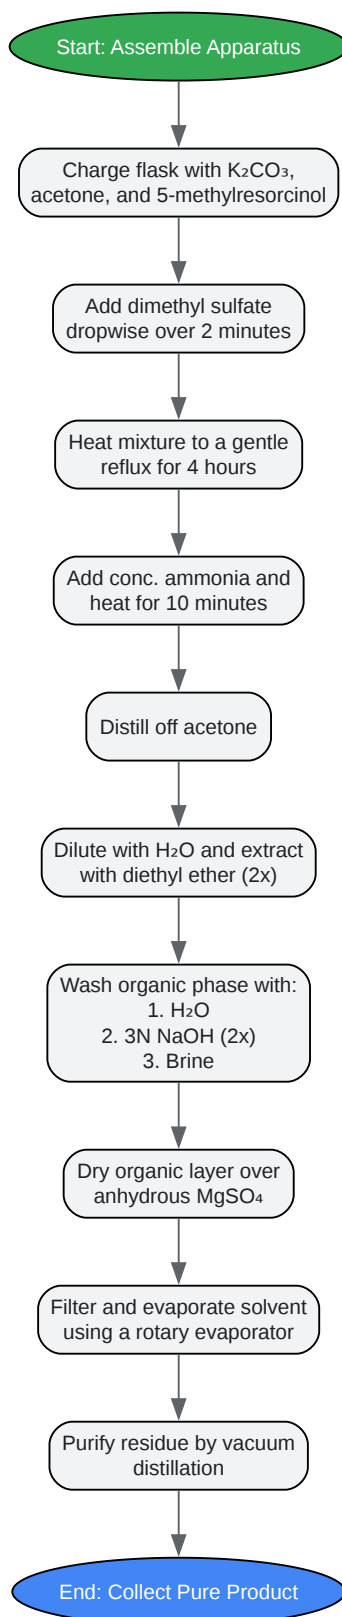 Start: Assemble Apparatus
Charge flask with K₂CO₃,
acetone, and 5-methylresorcinol
Add dimethyl sulfate
dropwise over 2 minutes
Heat mixture to a gentle
reflux for 4 hours
Add conc. ammonia and
heat for 10 minutes
Distill off acetone
Dilute with H₂O and extract
with diethyl ether (2x)
Wash organic phase with:
1. H₂O
2. 3N NaOH (2x)
3. Brine
Dry organic layer over
anhydrous MgSO₄
Filter and evaporate solvent
using a rotary evaporator
Purify residue by vacuum
distillation
End: Collect Pure Product